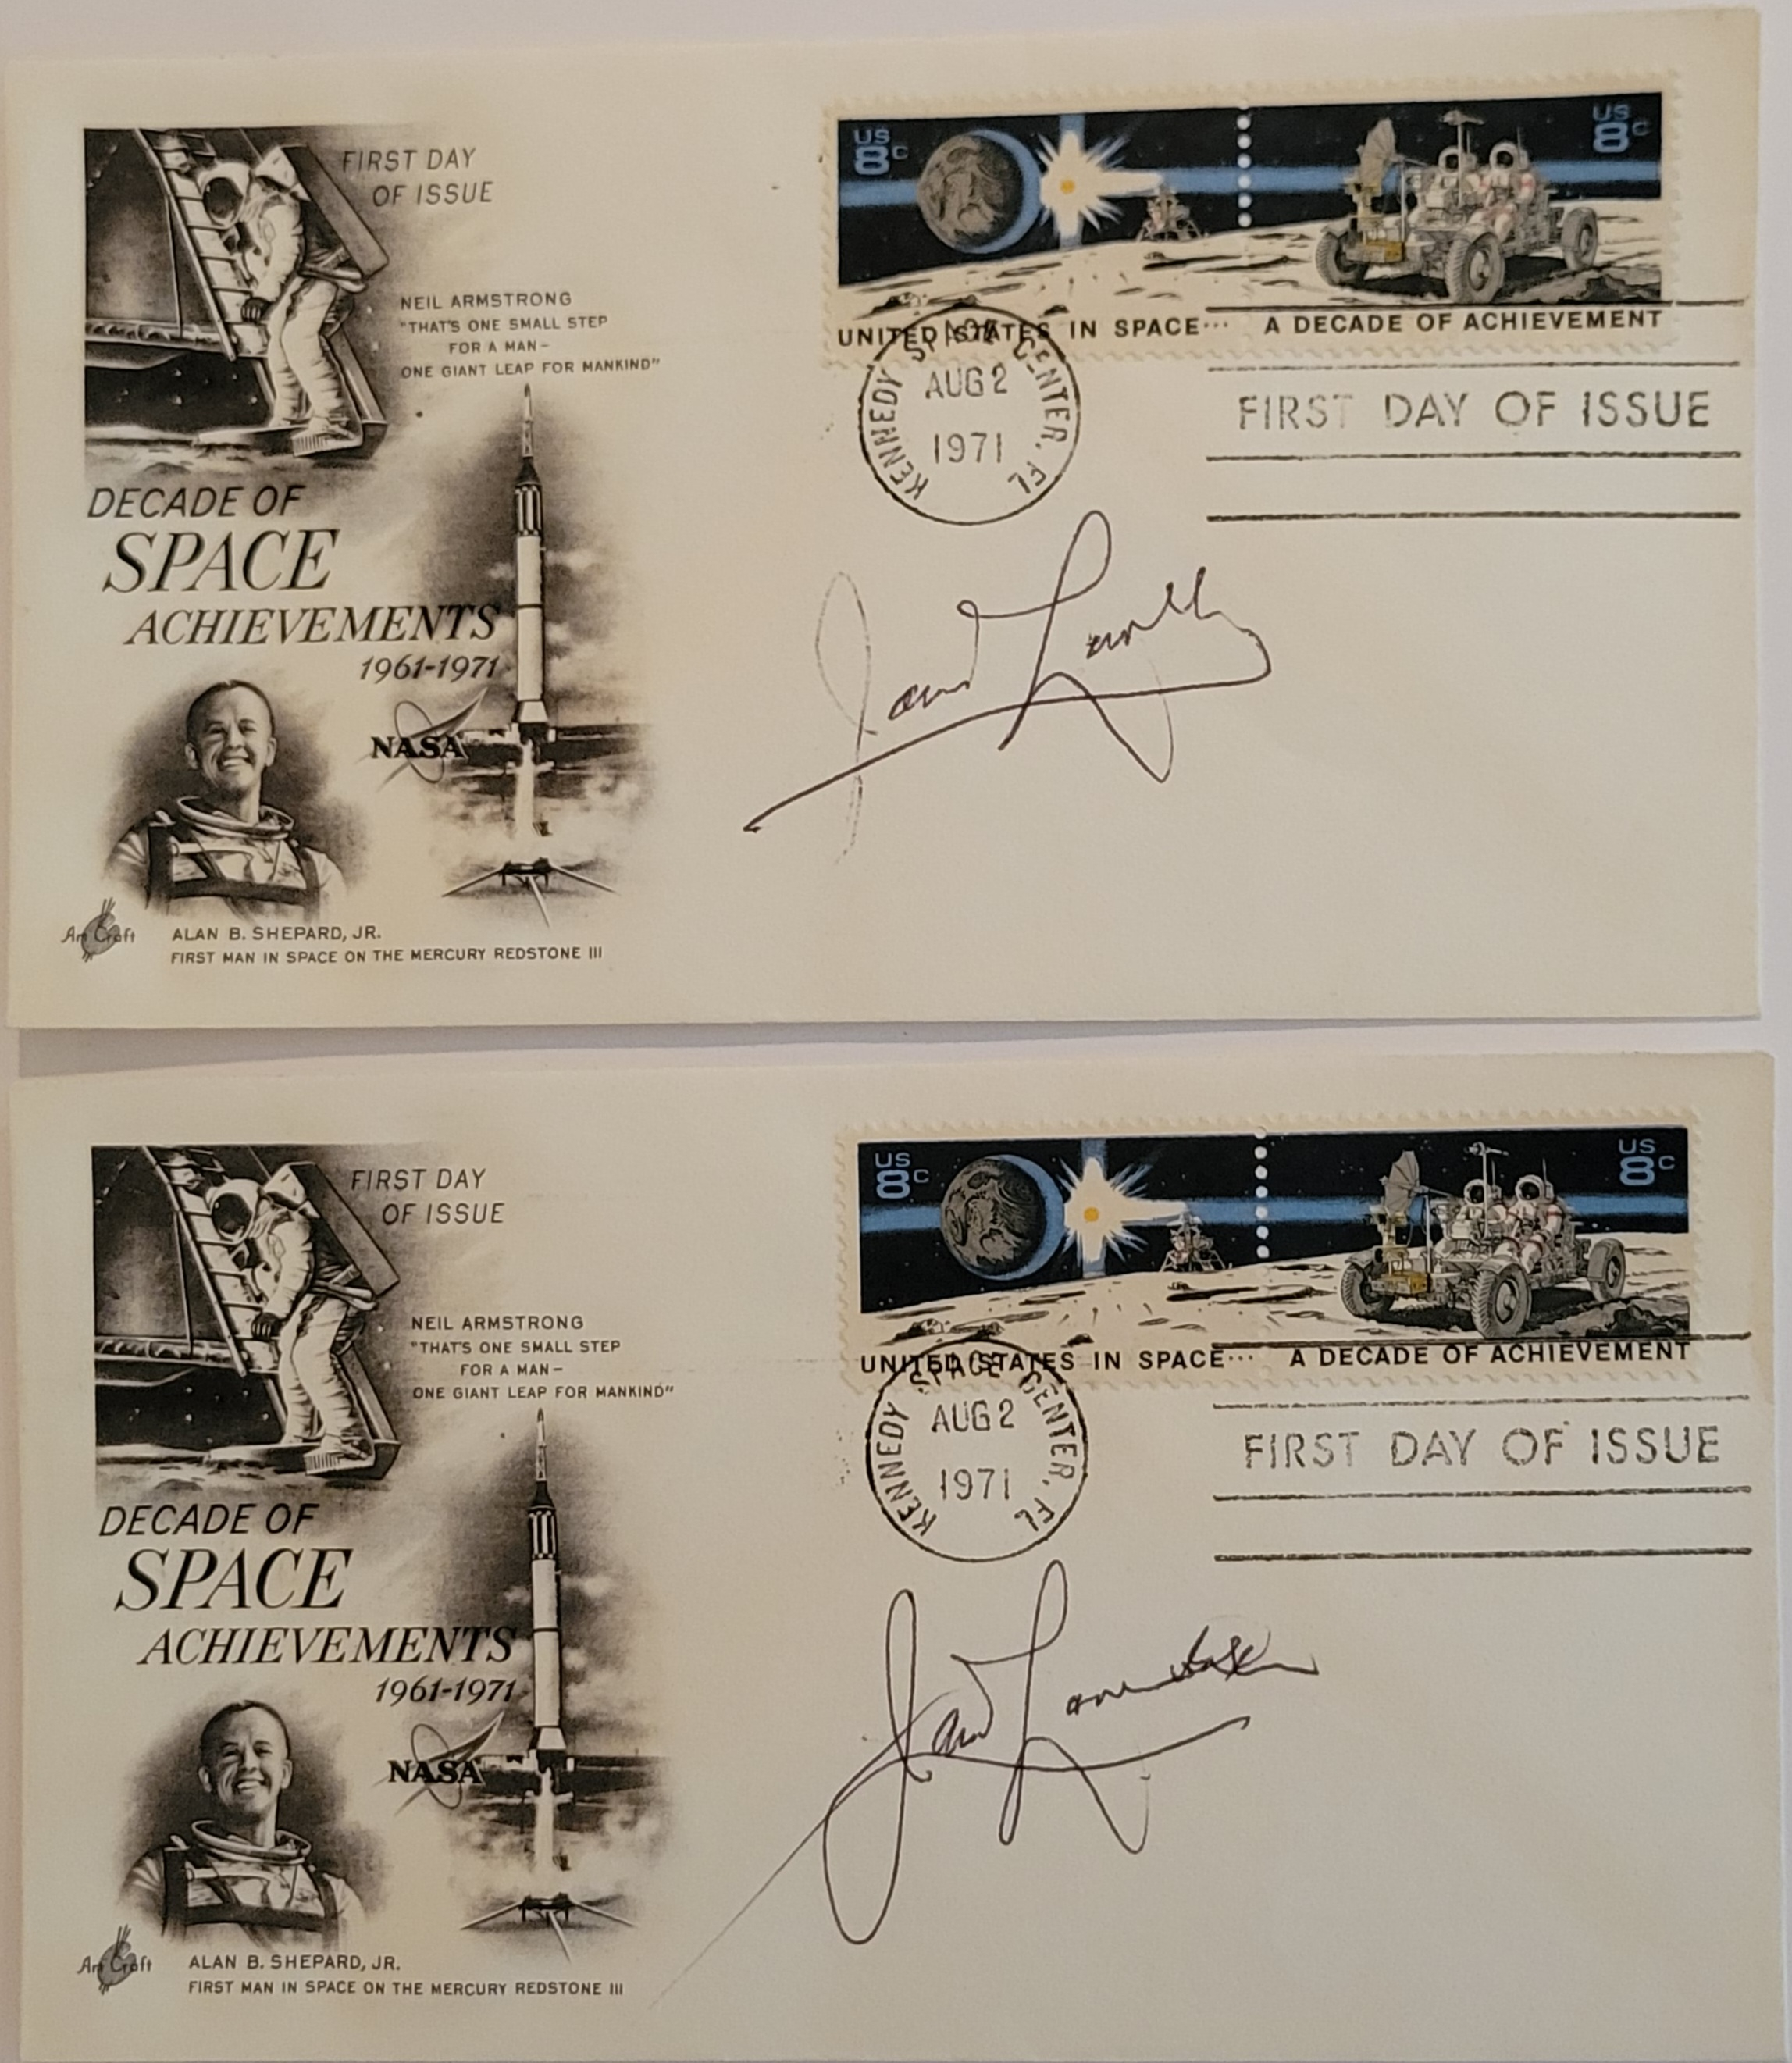 FIRST DAY
OF ISSUE
NEIL ARMSTRONG
"THAT'S ONE SMALL STEP
FOR A MAN—
ONE GIANT LEAP FOR MANKIND"
DECADE OF
SPACE
ACHIEVEMENTS
1961-1971
NASA
Art Craft
ALAN B. SHEPARD, JR.
FIRST MAN IN SPACE ON THE MERCURY REDSTONE III
US
8c
US
8c
UNITED STATES IN SPACE··· A DECADE OF ACHIEVEMENT
KENNEDY SPACE CENTER, FL
AUG 2
1971
FIRST DAY OF ISSUE
FIRST DAY
OF ISSUE
NEIL ARMSTRONG
"THAT'S ONE SMALL STEP
FOR A MAN—
ONE GIANT LEAP FOR MANKIND"
DECADE OF
SPACE
ACHIEVEMENTS
1961-1971
NASA
Art Craft
ALAN B. SHEPARD, JR.
FIRST MAN IN SPACE ON THE MERCURY REDSTONE III
US
8c
US
8c
UNITED STATES IN SPACE··· A DECADE OF ACHIEVEMENT
KENNEDY SPACE CENTER, FL
AUG 2
1971
FIRST DAY OF ISSUE